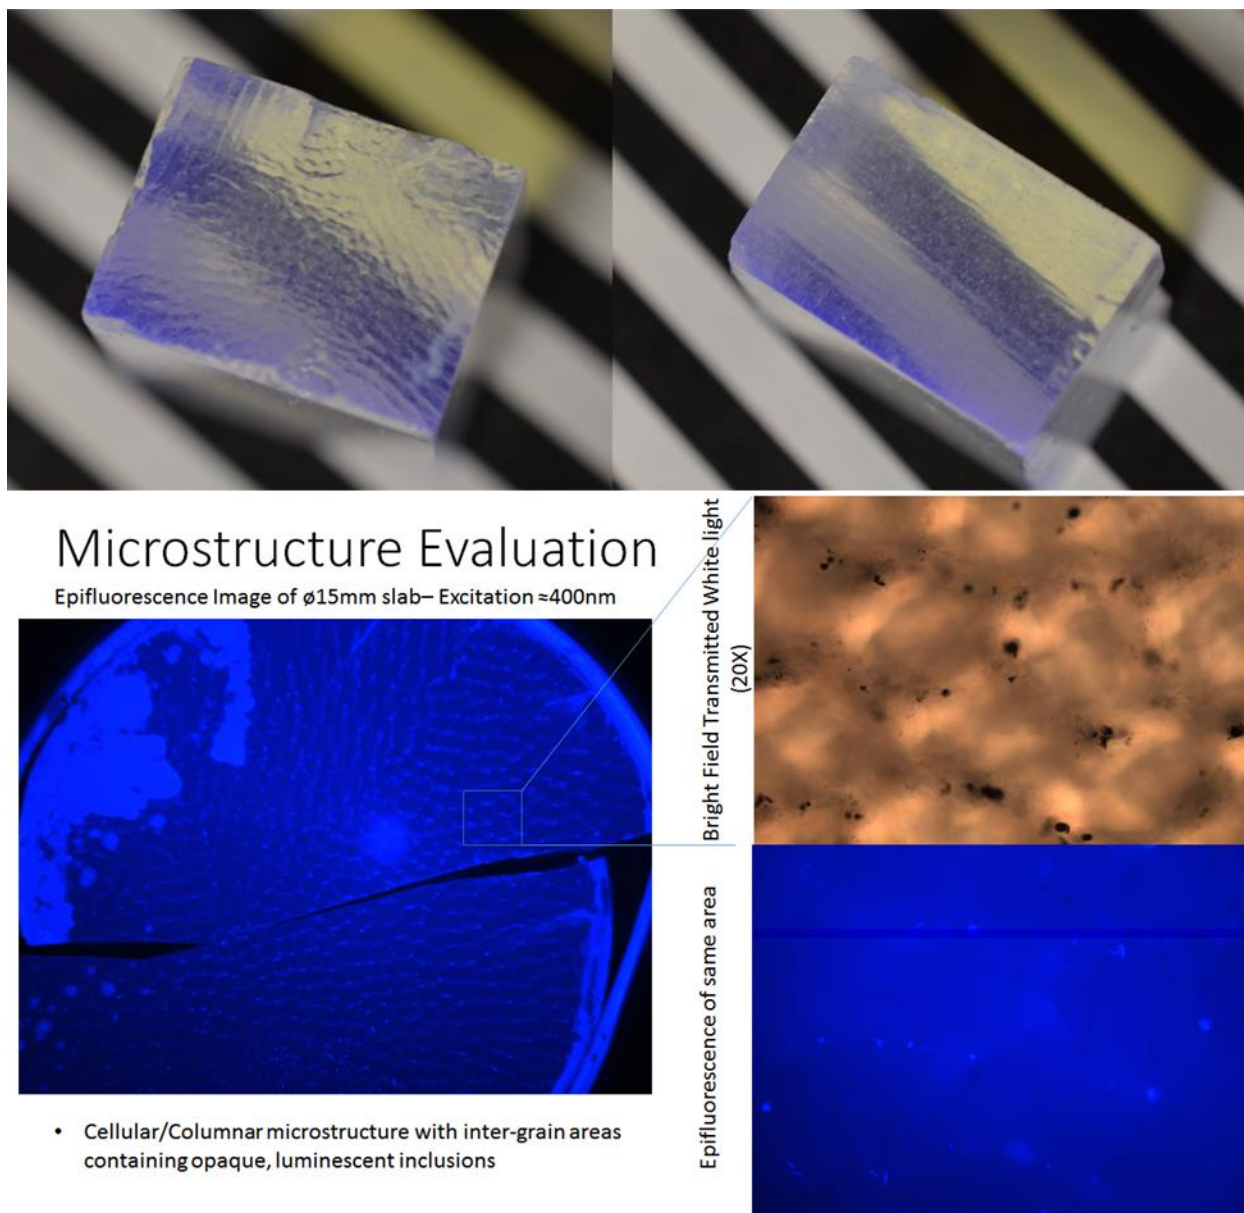 Microstructure Evaluation
Epifluorescence Image of ø15mm slab– Excitation ≈400nm
Bright Field Transmitted White light
(20X)
Epifluorescence of same area
• Cellular/Columnar microstructure with inter-grain areas
containing opaque, luminescent inclusions